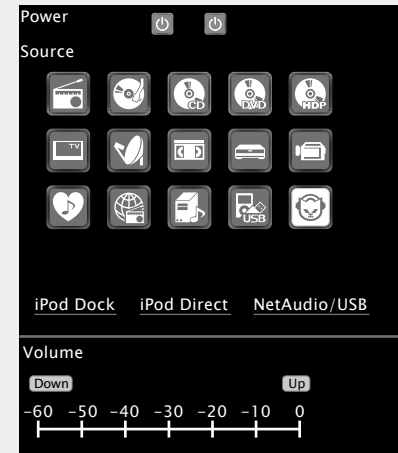 Power
Source
CD
DVD
HDP
TV
USB
iPod Dock iPod Direct NetAudio/USB
Volume
Down Up
-60 -50 -40 -30 -20 -10 0